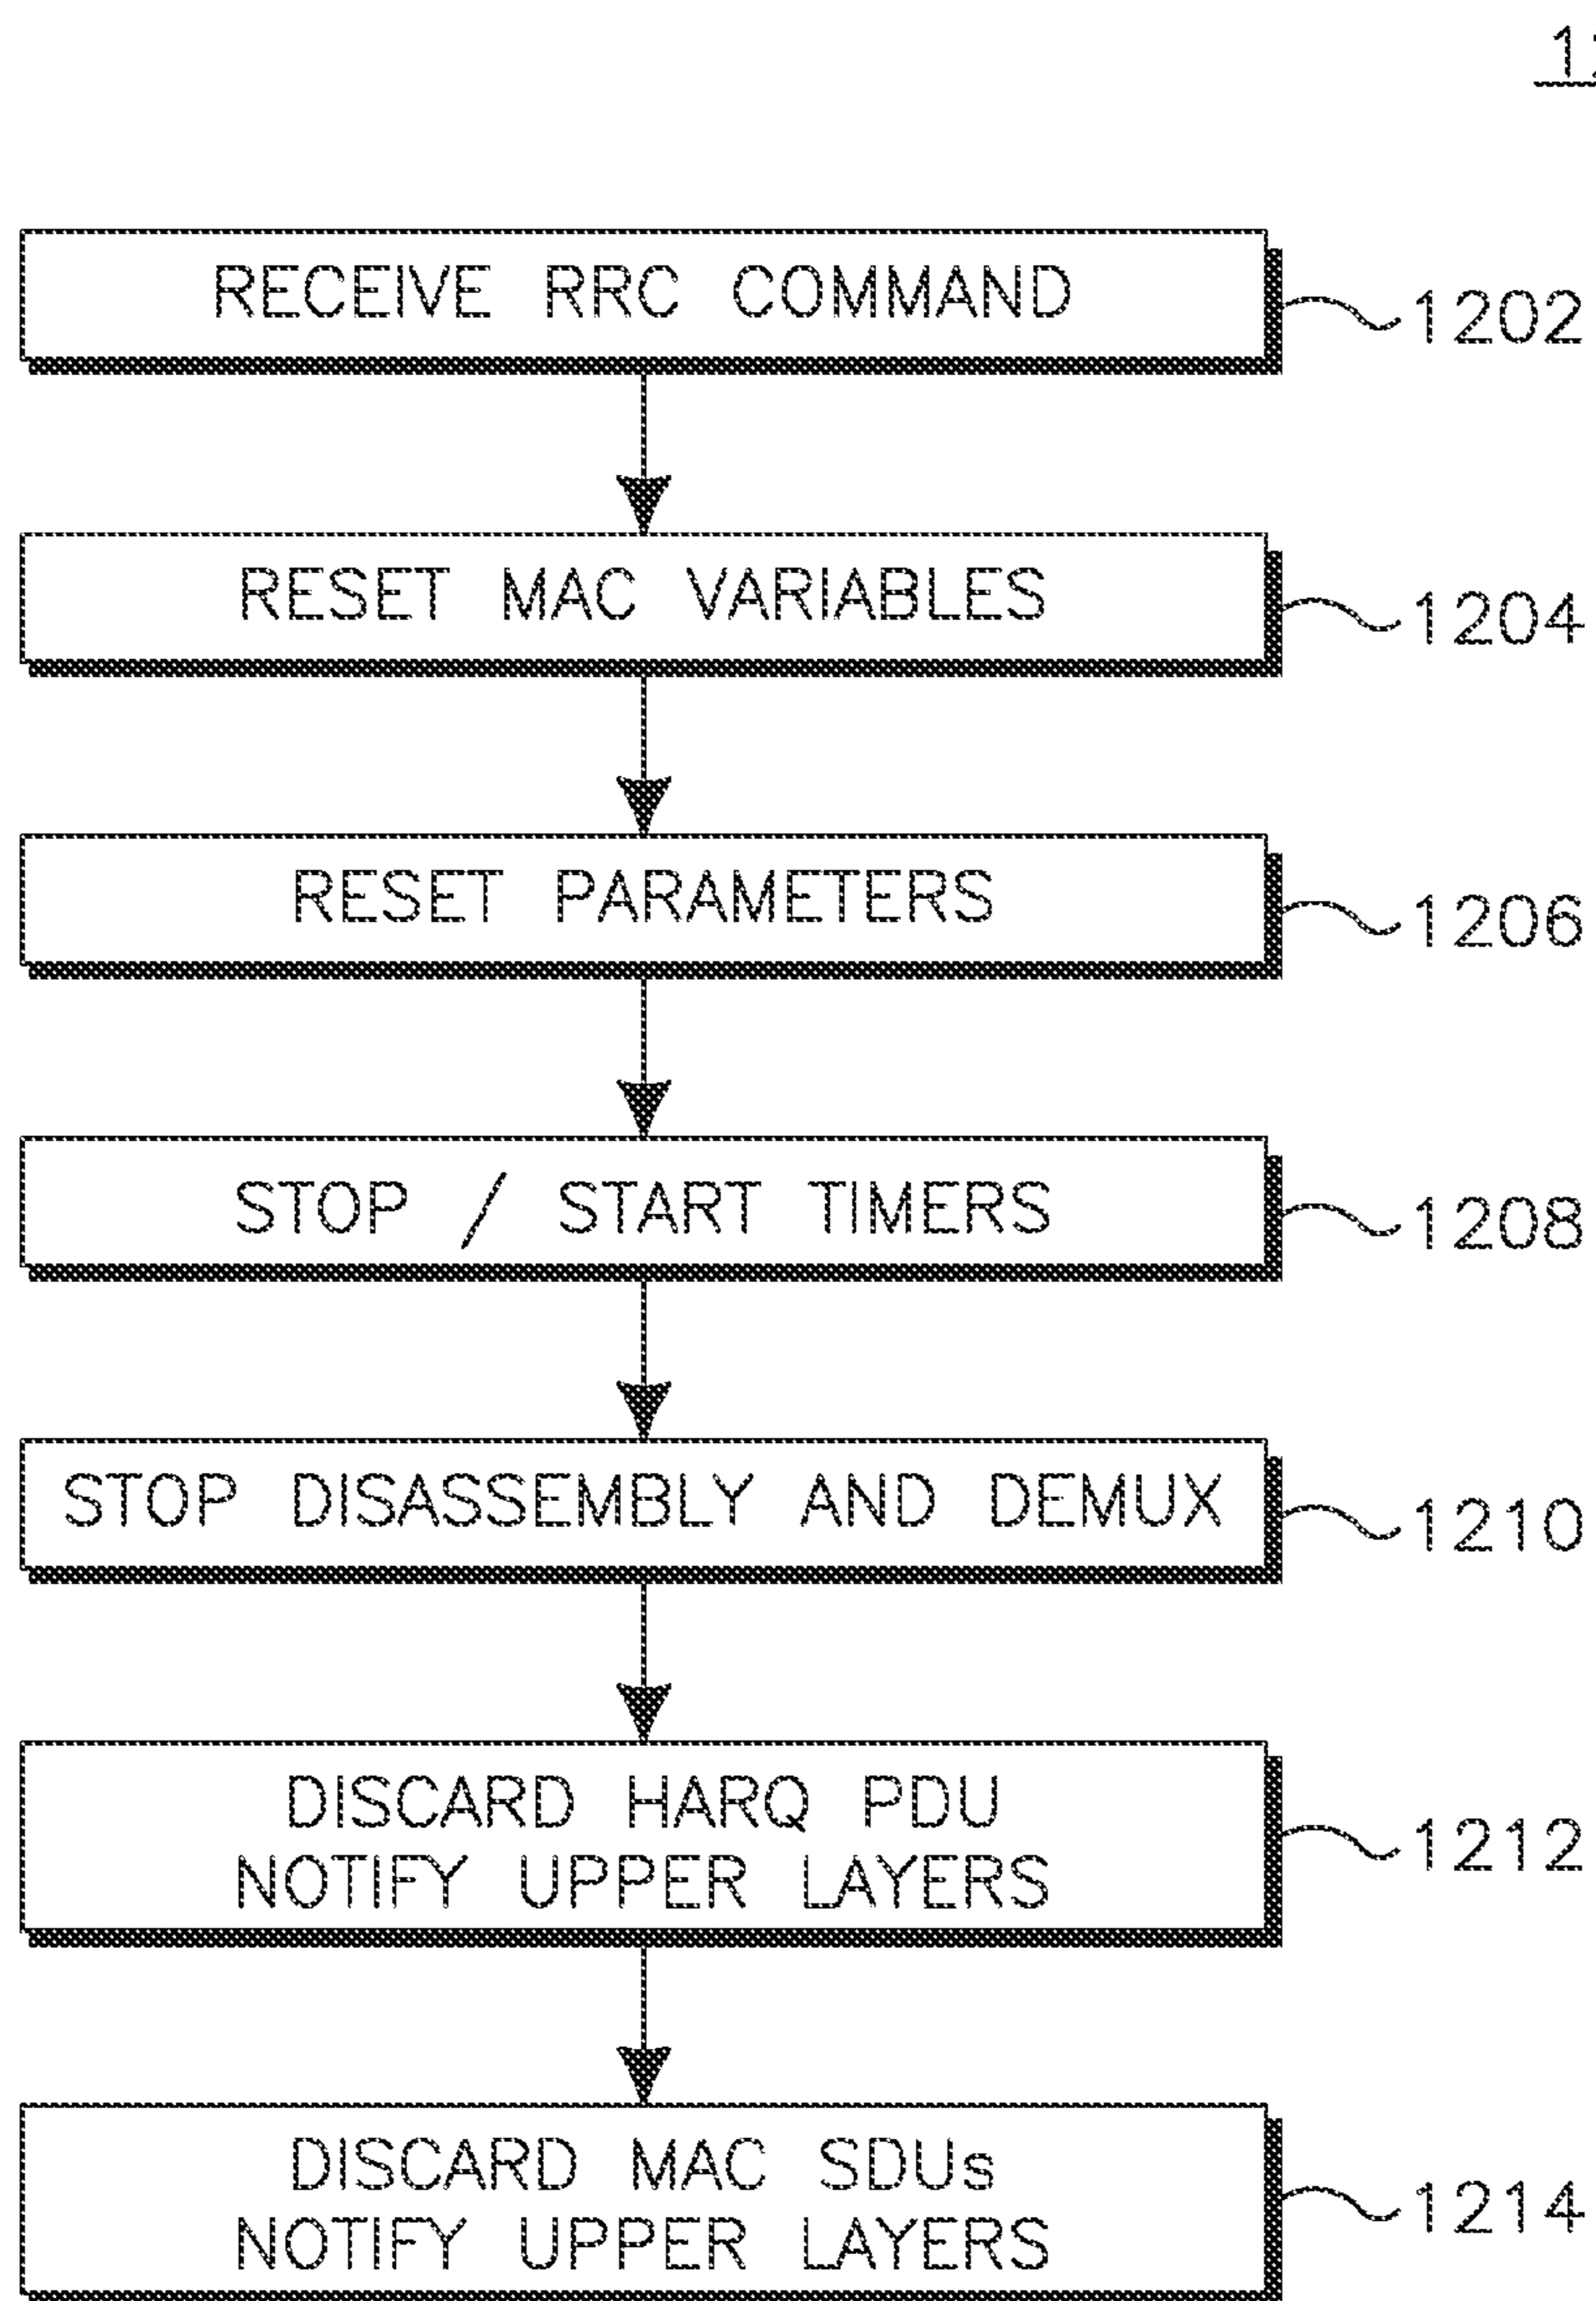 RECEIVE RRC COMMAND
1202
RESET MAC VARIABLES
1204
RESET PARAMETERS
1206
STOP / START TIMERS
1208
STOP DISASSEMBLY AND DEMUX
1210
DISCARD HARQ PDU
NOTIFY UPPER LAYERS
1212
DISCARD MAC SDUs
NOTIFY UPPER LAYERS
1214